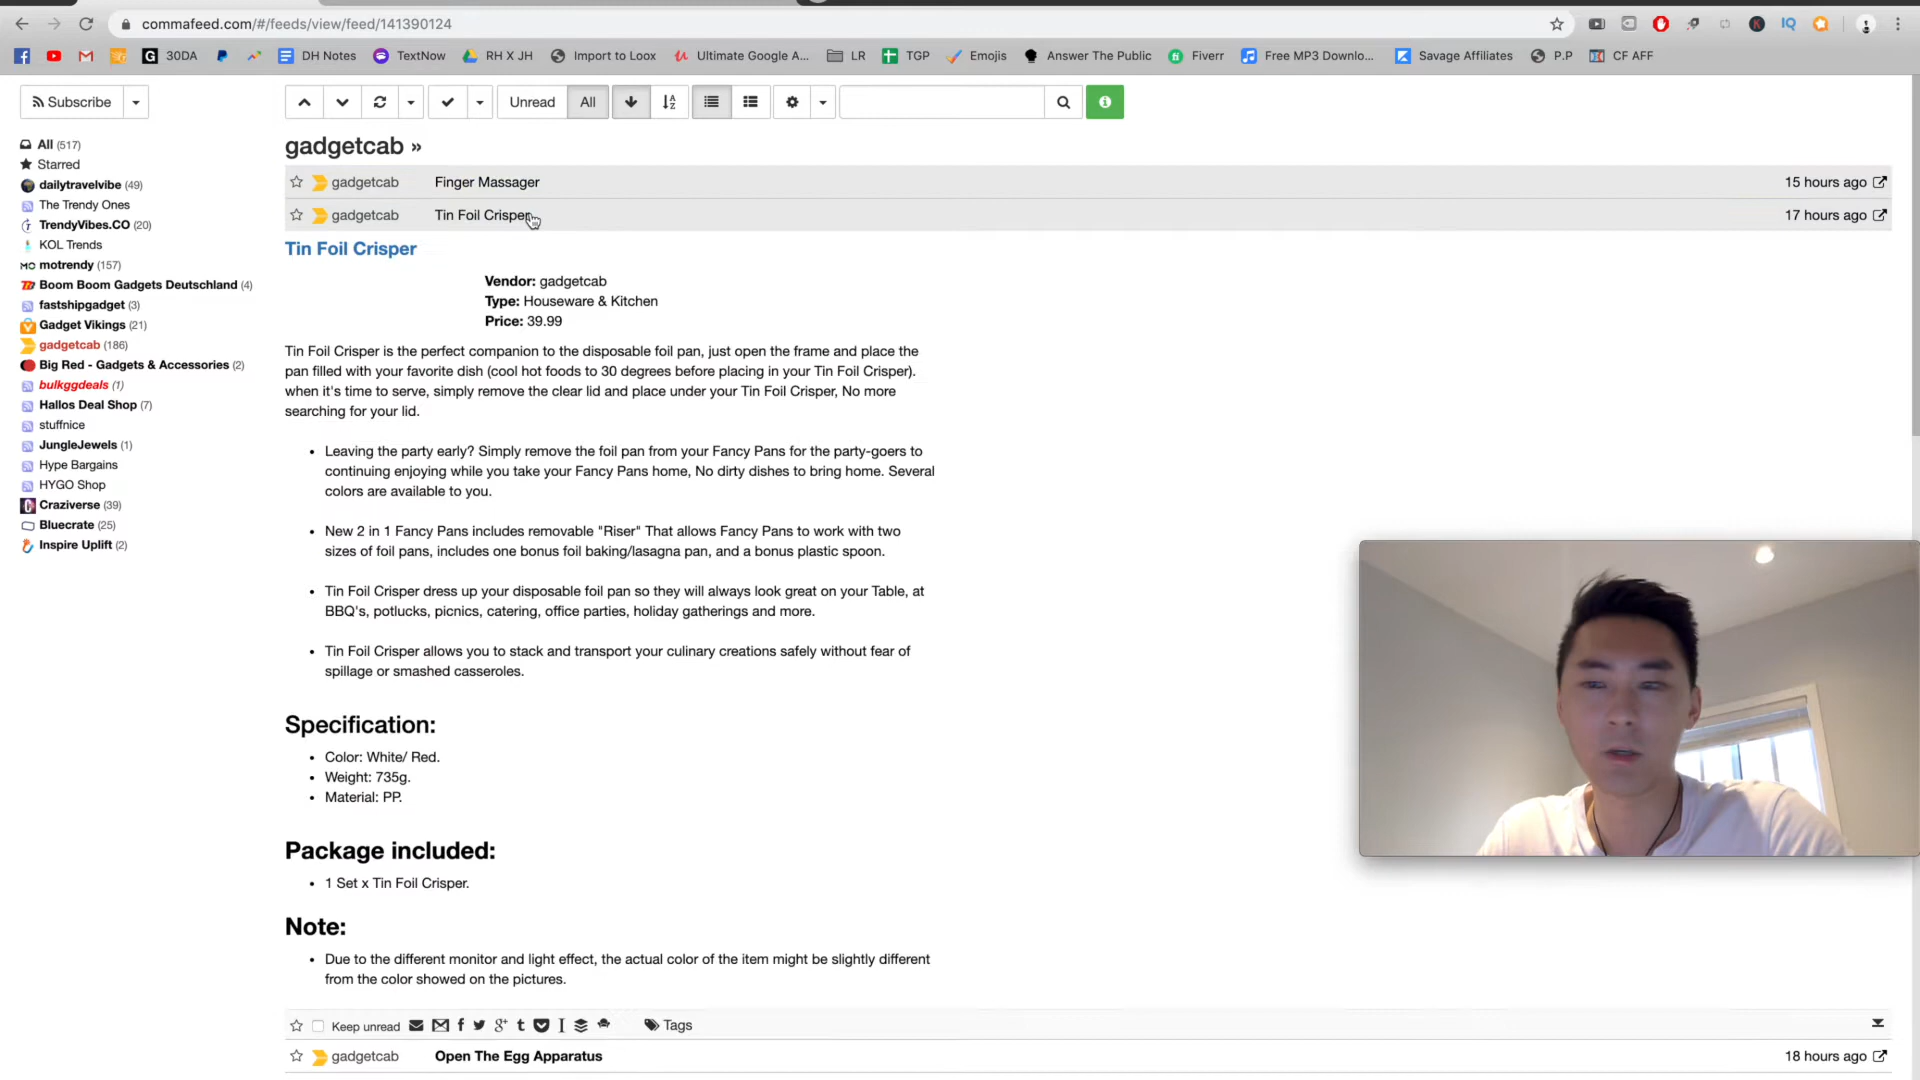 commafeed.com/#/feeds/view/feed/141390124
30DA
DH Notes
TextNow
RH X JH
Import to Loox
Ultimate Google A...
LR
TGP
Emojis
Answer The Public
Fiverr
Free MP3 Downlo...
Savage Affiliates
P.P
CF AFF
Subscribe
Unread
All
All (517)
Starred
dailytravelvibe (49)
The Trendy Ones
TrendyVibes.CO (20)
KOL Trends
motrendy (157)
Boom Boom Gadgets Deutschland (4)
fastshipgadget (3)
Gadget Vikings (21)
gadgetcab (186)
Big Red - Gadgets & Accessories (2)
bulkggdeals (1)
Hallos Deal Shop (7)
stuffnice
JungleJewels (1)
Hype Bargains
HYGO Shop
Craziverse (39)
Bluecrate (25)
Inspire Uplift (2)
gadgetcab »
gadgetcab Finger Massager 15 hours ago
gadgetcab Tin Foil Crisper 17 hours ago
Tin Foil Crisper
Vendor: gadgetcab
Type: Houseware & Kitchen
Price: 39.99
Tin Foil Crisper is the perfect companion to the disposable foil pan, just open the frame and place the
pan filled with your favorite dish (cool hot foods to 30 degrees before placing in your Tin Foil Crisper).
when it's time to serve, simply remove the clear lid and place under your Tin Foil Crisper, No more
searching for your lid.
• Leaving the party early? Simply remove the foil pan from your Fancy Pans for the party-goers to
continuing enjoying while you take your Fancy Pans home, No dirty dishes to bring home. Several
colors are available to you.
• New 2 in 1 Fancy Pans includes removable "Riser" That allows Fancy Pans to work with two
sizes of foil pans, includes one bonus foil baking/lasagna pan, and a bonus plastic spoon.
• Tin Foil Crisper dress up your disposable foil pan so they will always look great on your Table, at
BBQ's, potlucks, picnics, catering, office parties, holiday gatherings and more.
• Tin Foil Crisper allows you to stack and transport your culinary creations safely without fear of
spillage or smashed casseroles.
Specification:
• Color: White/ Red.
• Weight: 735g.
• Material: PP.
Package included:
• 1 Set x Tin Foil Crisper.
Note:
• Due to the different monitor and light effect, the actual color of the item might be slightly different
from the color showed on the pictures.
Keep unread
Tags
gadgetcab Open The Egg Apparatus 18 hours ago